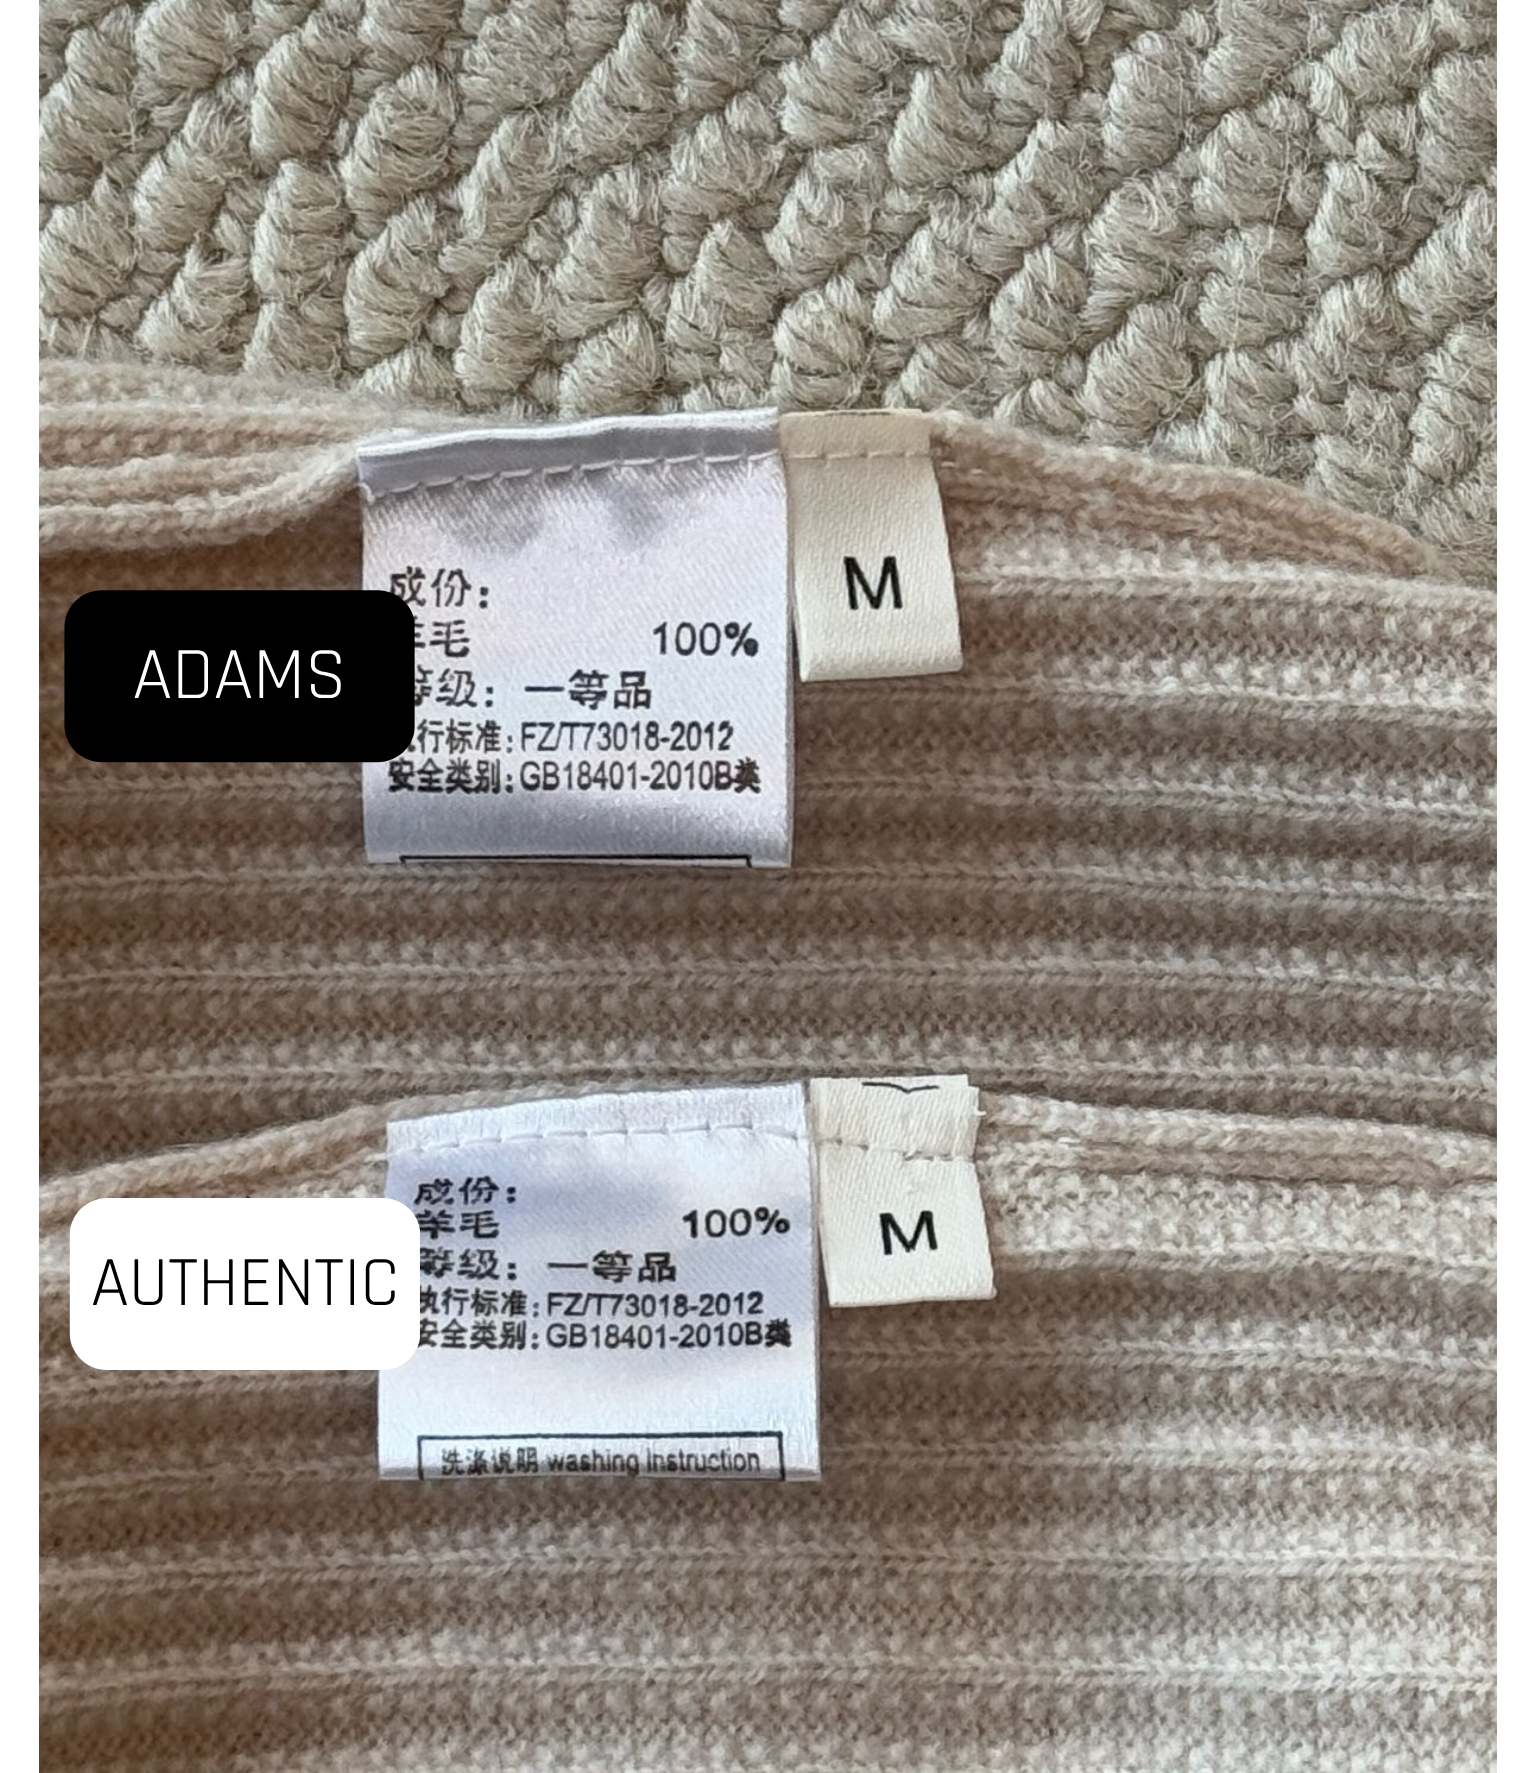 成份：
M
毛 100%
ADAMS
级：一等品
行标准：FZ/T73018-2012
安全类别：GB18401-2010B类
成份：
羊毛 100%
M
等级：一等品
AUTHENTIC
执行标准：FZ/T73018-2012
安全类别：GB18401-2010B类
洗涤说明 washing Instruction